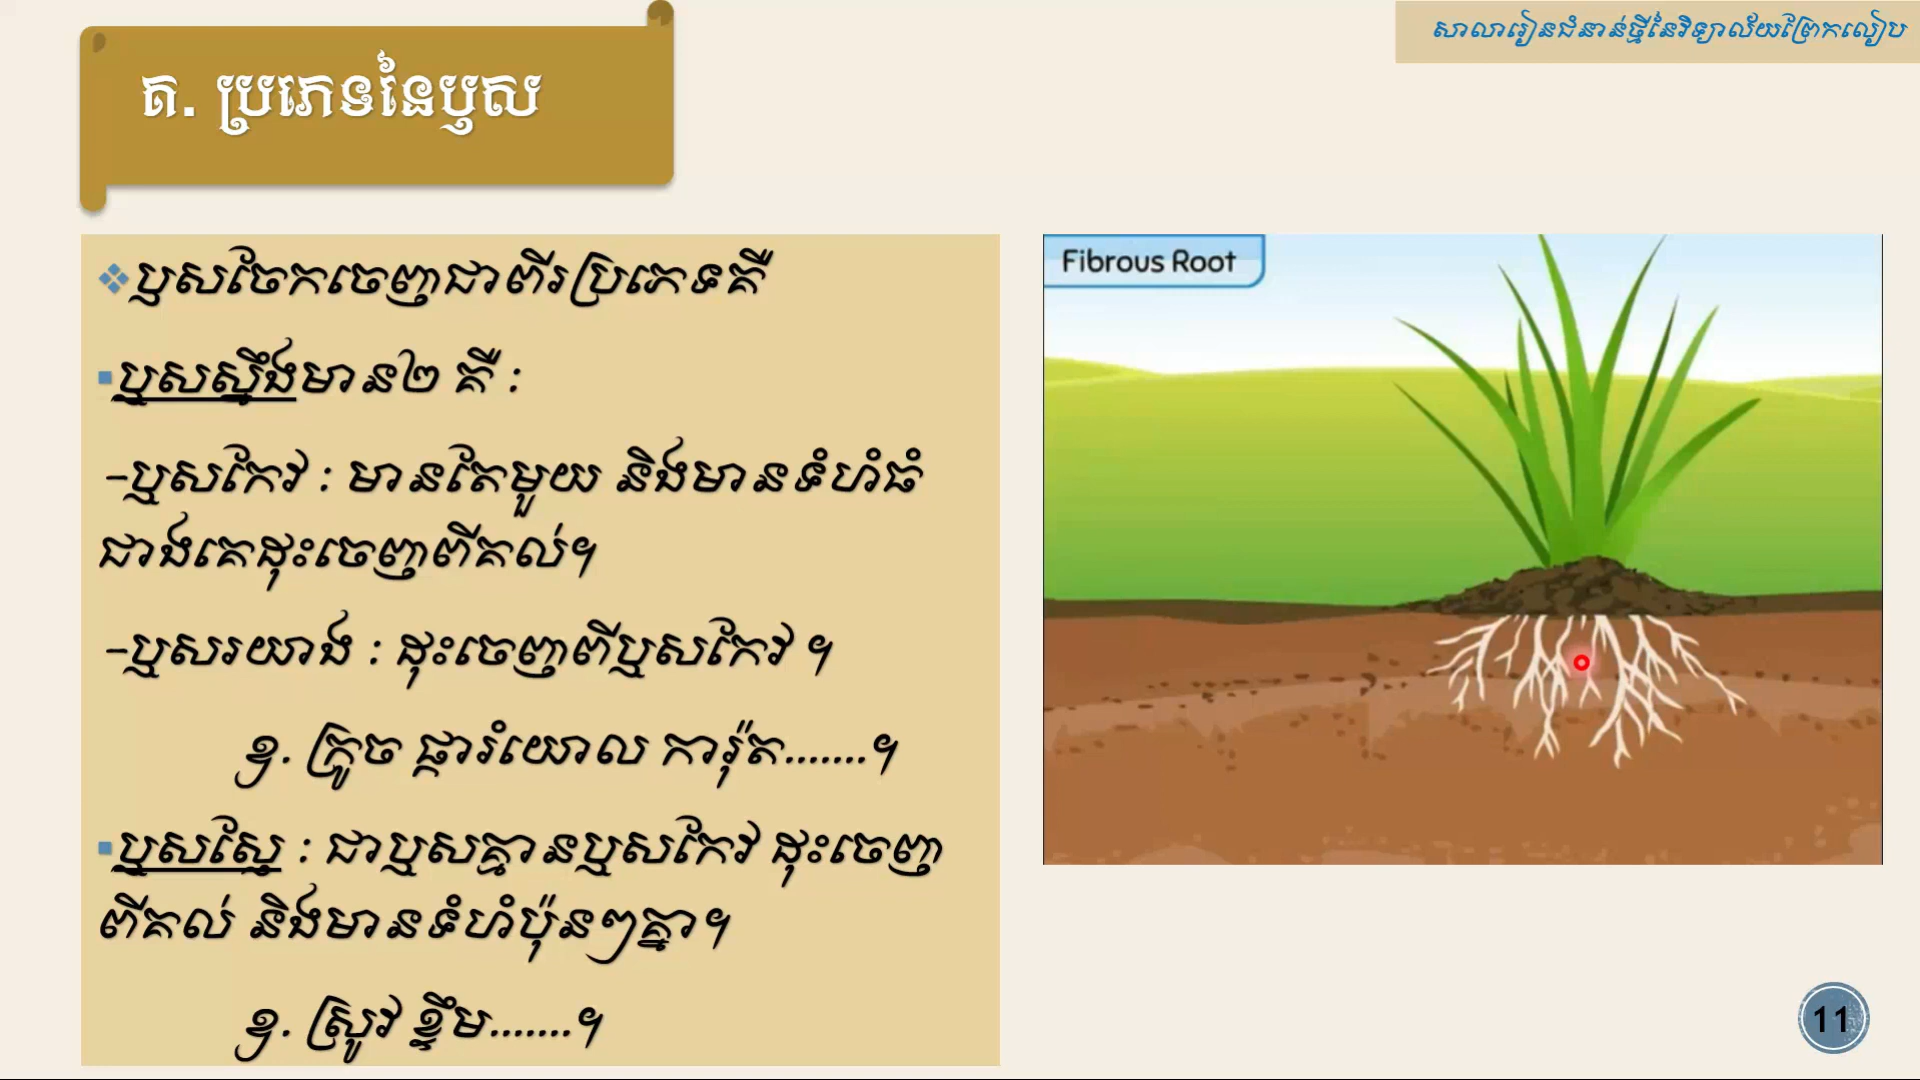 សាលារៀនជំនាន់ថ្មីនៃវិទ្យាល័យព្រែកលៀប
គ. ប្រភេទនៃឫស
ឫសចែកចេញជាពីរប្រភេទគឺ
ឫសស្នឹងមាន២ គឺ :
-ឫសកែវ : មានតែមួយ និងមានទំហំធំ
ជាងគេដុះចេញពីគល់។
-ឫសរយាង : ដុះចេញពីឫសកែវ ។
ឧ. ក្រូច ផ្ការំយោល ការ៉ុត.......។
ឫសស្មែ : ជាឫសគ្មានឫសកែវ ដុះចេញ
ពីគល់ និងមានទំហំប៉ុនៗគ្នា។
ឧ. ស្រូវ ខ្ទឹម.......។
Fibrous Root
11